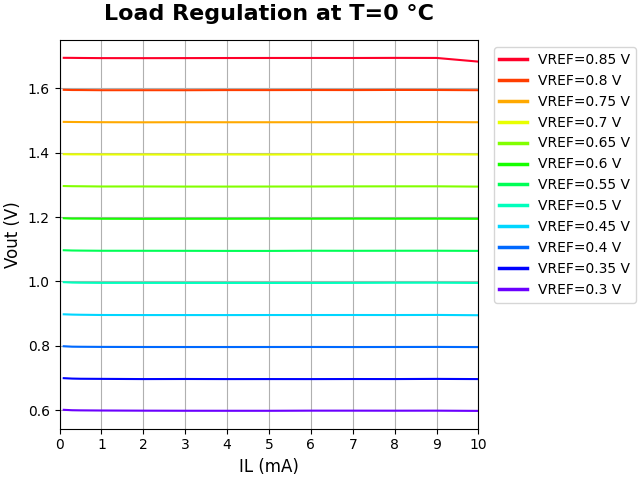 Load Regulation at T=0 °C
Vout (V)
1.6
1.4
1.2
1.0
0.8
0.6
0 1 2 3 4 5 6 7 8 9 10
IL (mA)
VREF=0.85 V
VREF=0.8 V
VREF=0.75 V
VREF=0.7 V
VREF=0.65 V
VREF=0.6 V
VREF=0.55 V
VREF=0.5 V
VREF=0.45 V
VREF=0.4 V
VREF=0.35 V
VREF=0.3 V